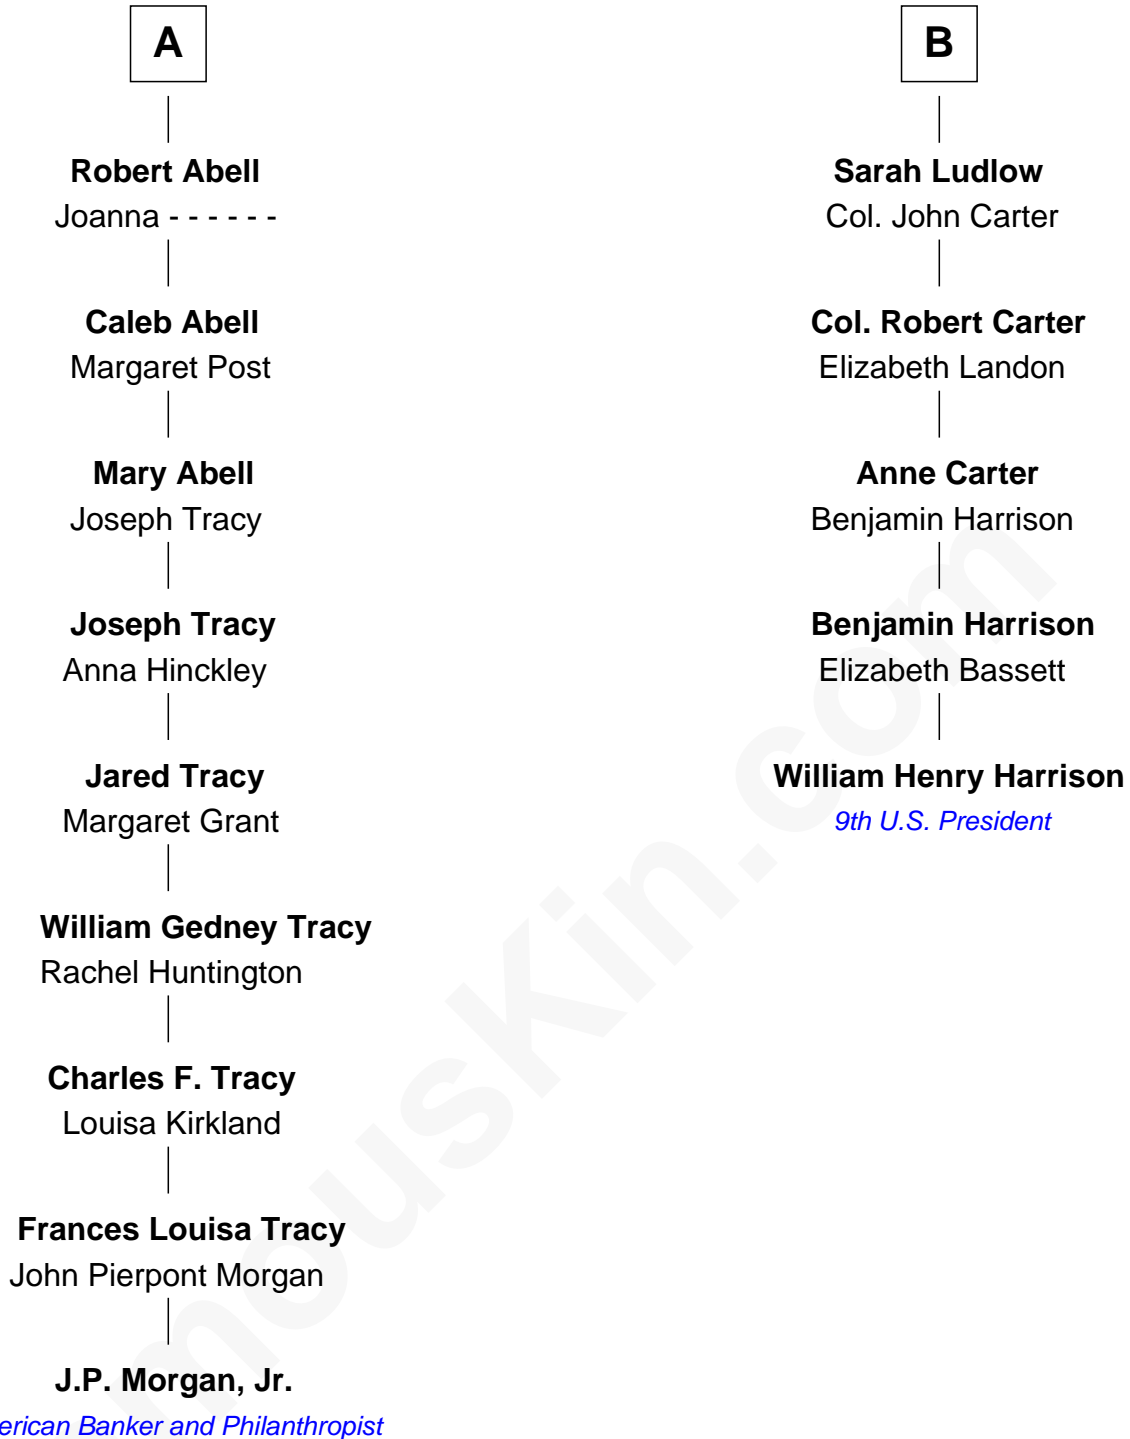 A
Robert Abell
Joanna - - - - - -
Caleb Abell
Margaret Post
Mary Abell
Joseph Tracy
Joseph Tracy
Anna Hinckley
Jared Tracy
Margaret Grant
William Gedney Tracy
Rachel Huntington
Charles F. Tracy
Louisa Kirkland
Frances Louisa Tracy
John Pierpont Morgan
J.P. Morgan, Jr.
erican Banker and Philanthropist
B
Sarah Ludlow
Col. John Carter
Col. Robert Carter
Elizabeth Landon
Anne Carter
Benjamin Harrison
Benjamin Harrison
Elizabeth Bassett
William Henry Harrison
9th U.S. President
mouskin.com